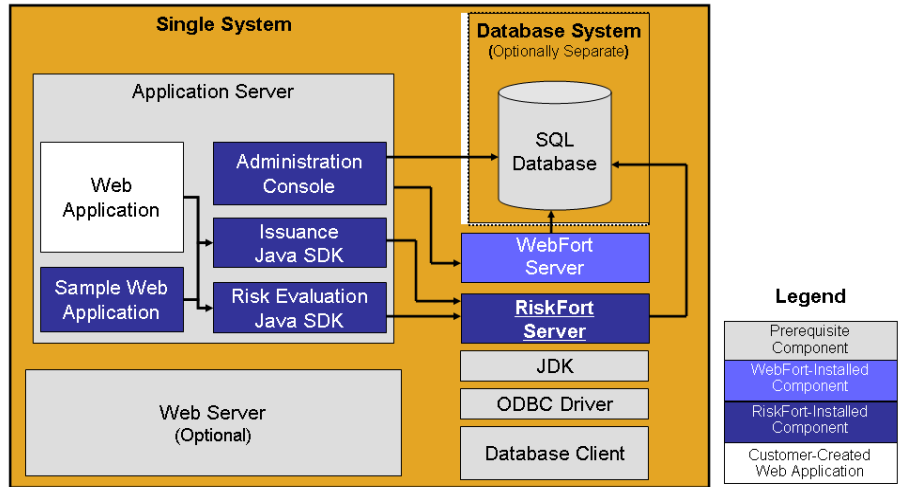 Single System
Database System
(Optionally Separate)
Application Server
SQL
Database
Web
Application
Administration
Console
Issuance
Java SDK
Sample Web
Application
Risk Evaluation
Java SDK
WebFort
Server
RiskFort
Server
JDK
ODBC Driver
Database Client
Web Server
(Optional)
Legend
Prerequisite
Component
WebFort-Installed
Component
RiskFort-Installed
Component
Customer-Created
Web Application